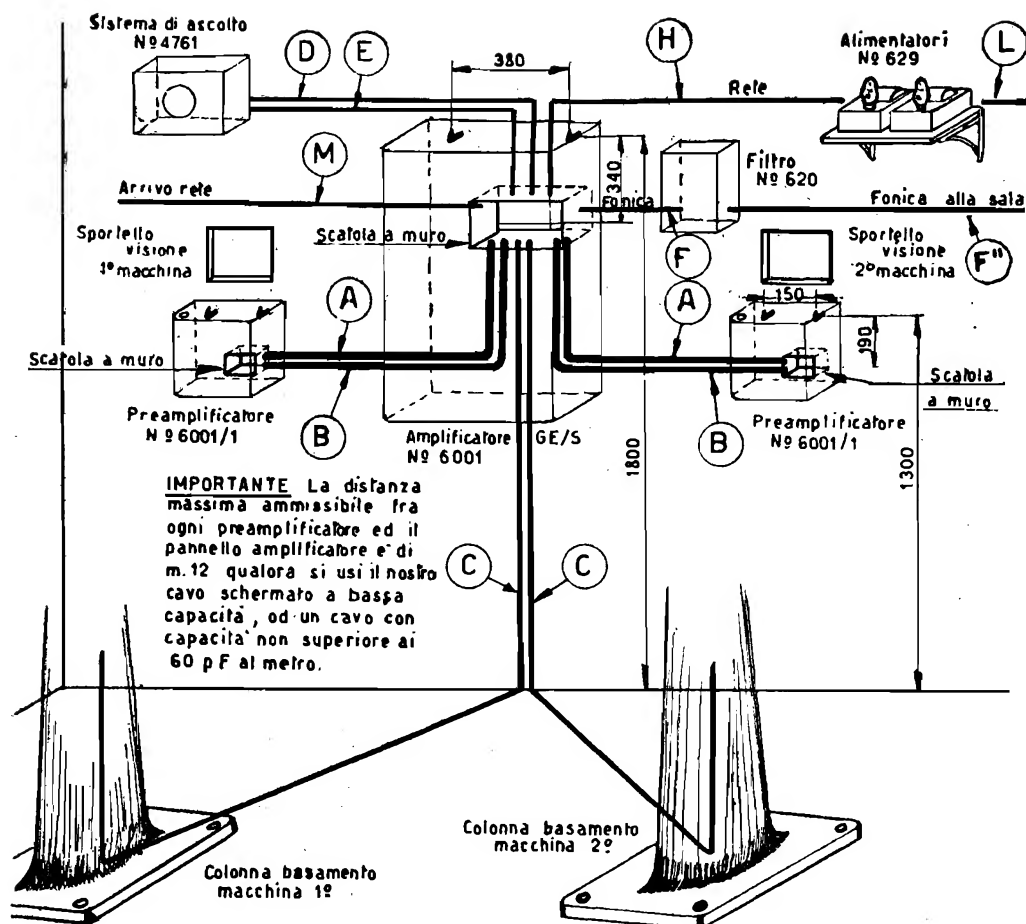 Sistema di ascolto
Nº 4761
D
E
H
380
Rete
Alimentatori
Nº 629
L
M
Arrivo rete
340
Filtro
Nº 620
Fonica
Fonica alla sala
Scatola a muro
Sportello
visione
1º macchina
F
Sportello
visione
2º macchina
F"
A
A
150
190
Scatola a muro
Scatola
a muro
Preamplificatore
Nº 6001/1
B
Amplificatore GE/S
Nº 6001
B
Preamplificatore
Nº 6001/1
1800
1300
IMPORTANTE La distanza
massima ammissibile fra
ogni preamplificatore ed il
pannello amplificatore e' di
m.12 qualora si usi il nostro
cavo schermato a bassa
capacita', od un cavo con
capacita' non superiore ai
60 pF al metro.
C
C
Colonna basamento
macchina 2º
Colonna basamento
macchina 1º